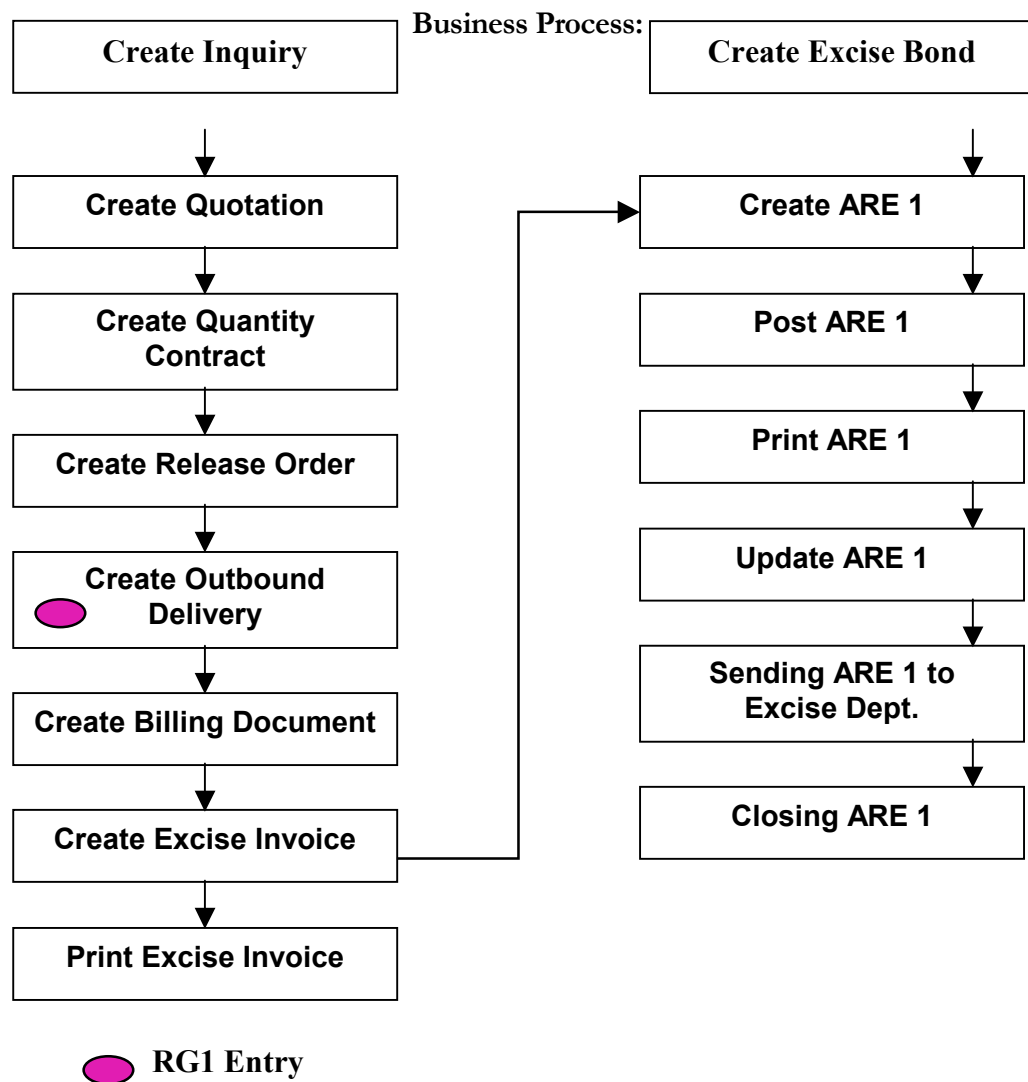 Business Process:
Create Inquiry
Create Quotation
Create Quantity
Contract
Create Release Order
Create Outbound
Delivery
Create Billing Document
Create Excise Invoice
Print Excise Invoice
Create Excise Bond
Create ARE 1
Post ARE 1
Print ARE 1
Update ARE 1
Sending ARE 1 to
Excise Dept.
Closing ARE 1
RG1 Entry